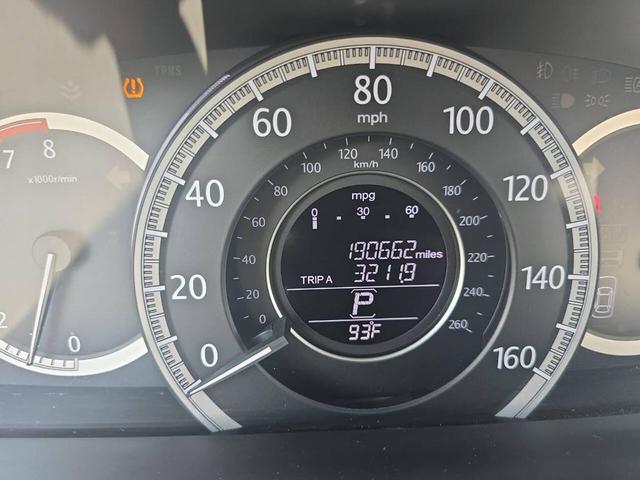 TPMS
7 8
x1000r/min
2 0
0 20 40 60 80 100 120 140 160
mph
0 20 40 60 80 100 120 140 160 180 200 220 240 260
km/h
mpg
0 30 60
190662 miles
TRIP A 3211.9
P
93°F